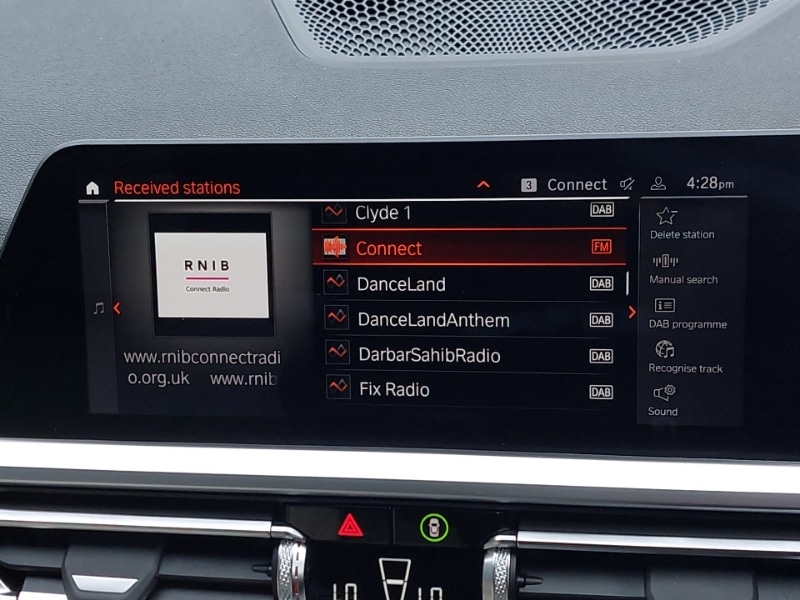 Received stations
3 Connect 4:28pm
RNIB
Connect Radio
www.rnibconnectradi
o.org.uk www.rnib
Clyde 1 DAB
Connect FM
DanceLand DAB
DanceLandAnthem DAB
DarbarSahibRadio DAB
Fix Radio DAB
Delete station
Manual search
DAB programme
Recognise track
Sound